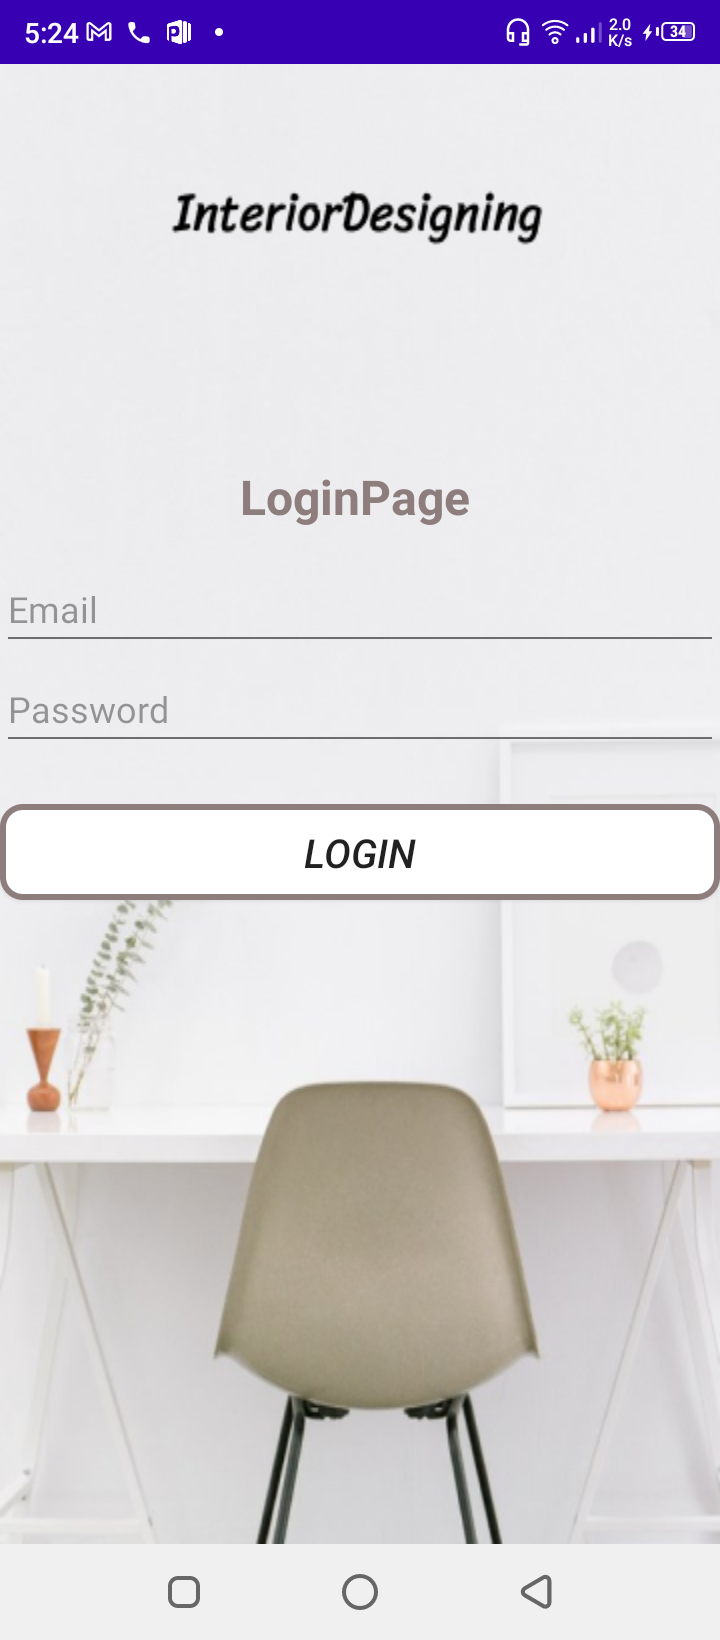 5:24 2.0 K/s 34
InteriorDesigning
LoginPage
Email
Password
LOGIN